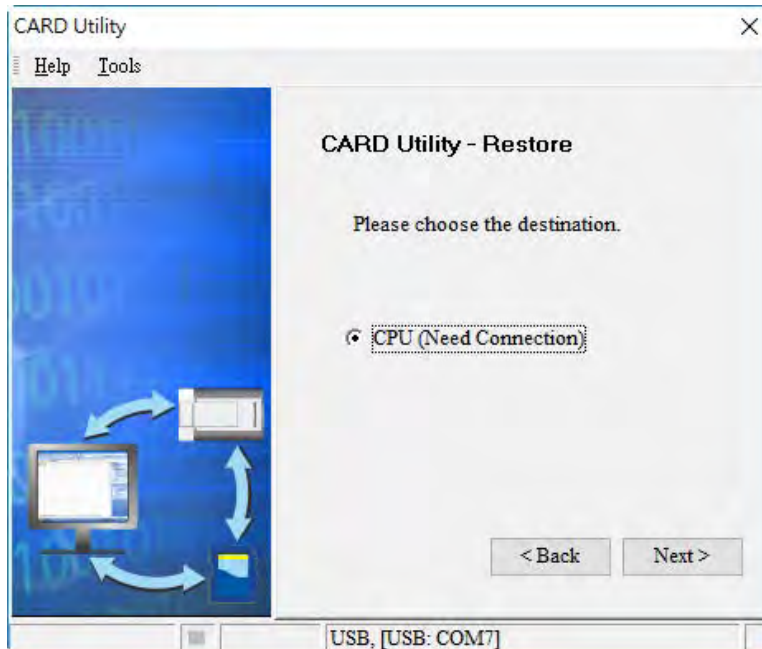 CARD Utility
Help Tools
CARD Utility - Restore
Please choose the destination.
CPU (Need Connection)
< Back Next >
USB, [USB: COM7]